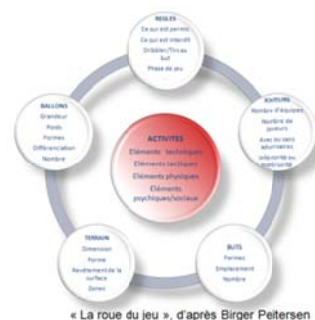 REGLES
Ce qui est permis
Ce qui est interdit
Dribbler/Tirs au
but
Phase de jeu
BALLONS
Grandeur
Poids
Formes
Différenciation
Nombre
JOUEURS
Nombre d'équipes
Nombre de
joueurs
Avec ou sans
adversaires
ACTIVITES
Eléments techniques
Eléments tactiques
Eléments physiques
Eléments
psychiques/sociaux
TERRAIN
Dimension
Forme
Revêtement de la
surface
Zones
BUTS
Formes
Emplacement
Nombre
« La roue du jeu », d'après Birger Peitersen